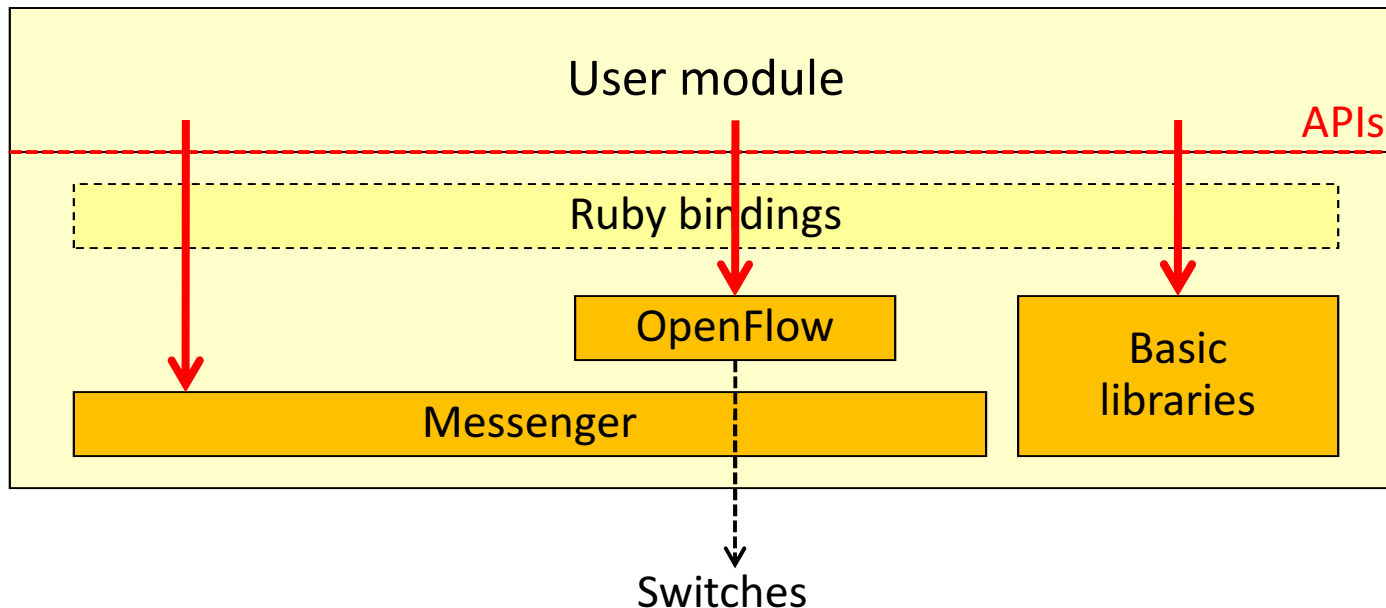 User module
APIs
Ruby bindings
OpenFlow
Basic
libraries
Messenger
Switches